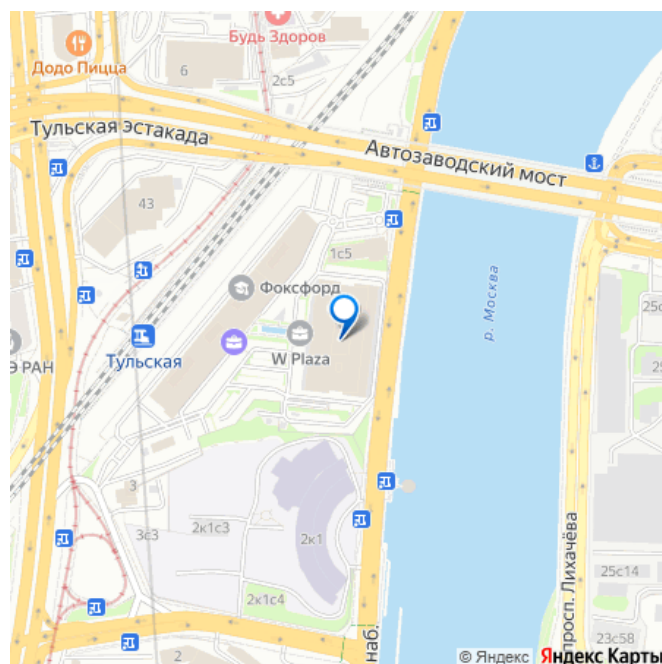 Будь Здоров
Додо Пицца
6
2с5
Тульская эстакада
Автозаводский мост
43
1с5
Фоксфорд
р. Москва
25с
W Plaza
Тульская
Э РАН
25
3
3с3
2к1с3
2к1
просп. Лихачёва
25с14
2к1с4
наб.
23с58
2
© Яндекс Яндекс Карты